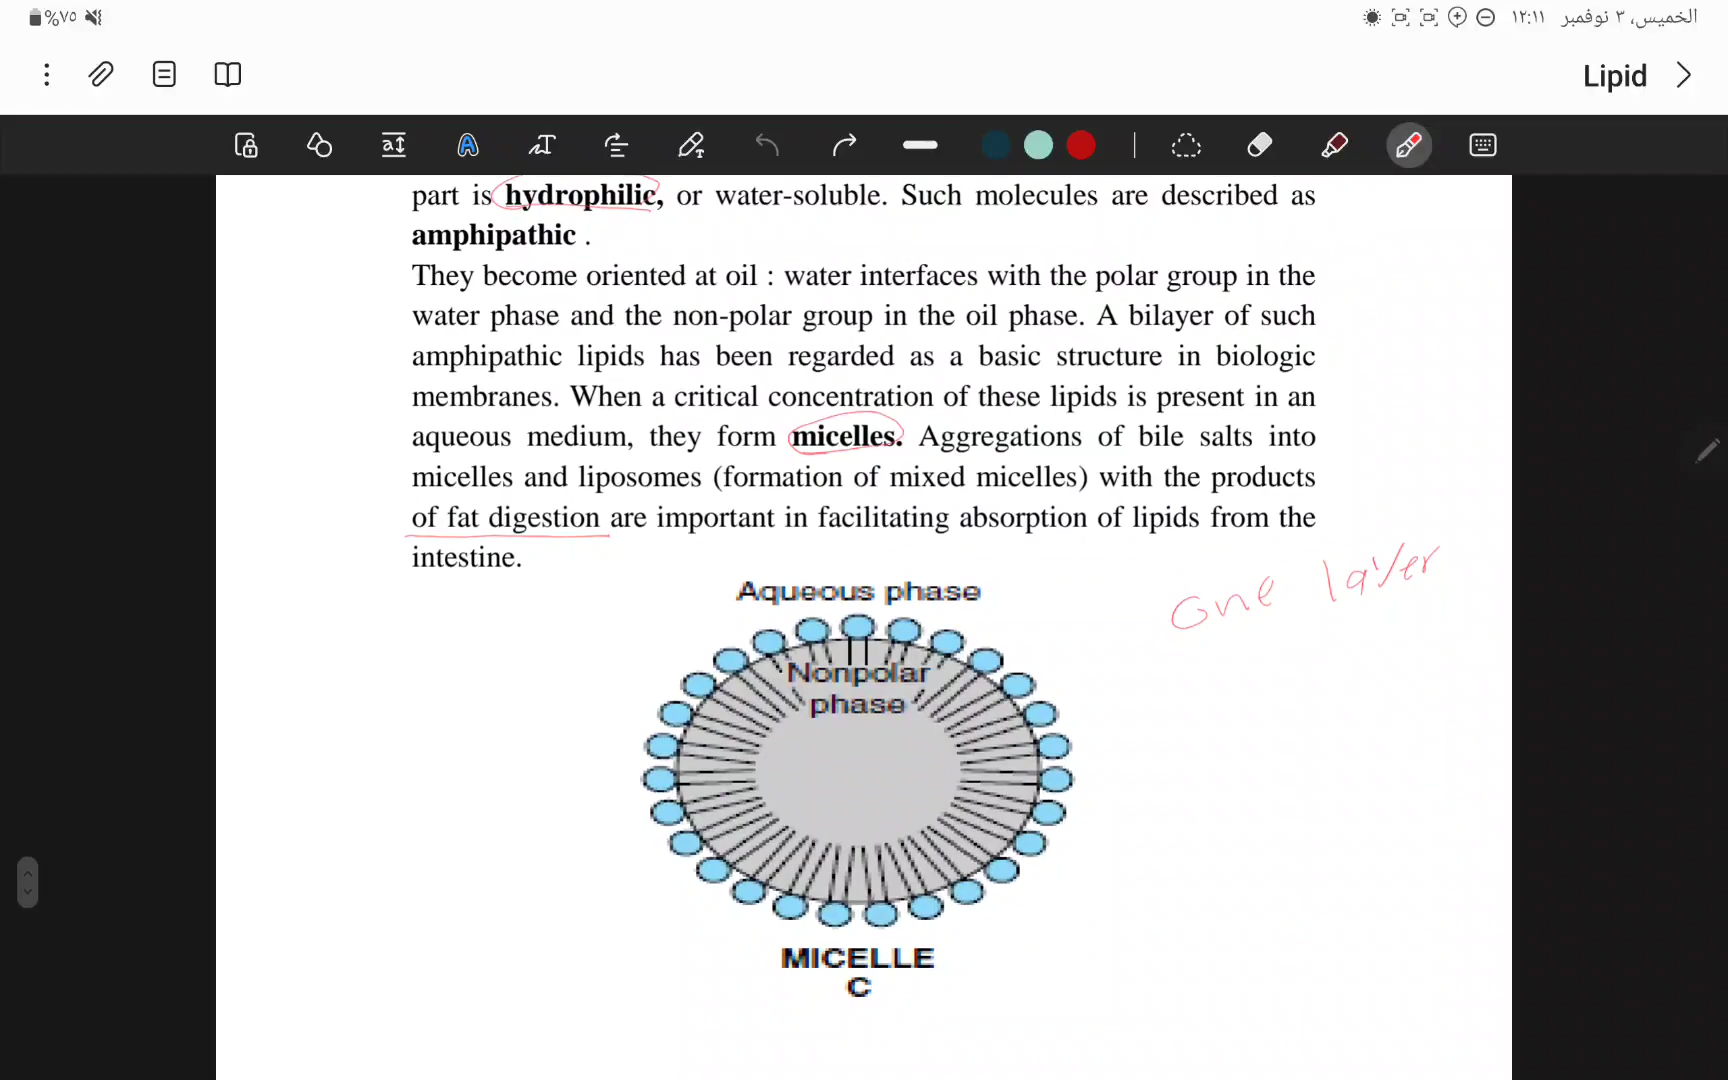 %٧٥
الخميس، ٣ نوفمبر ١٢:١١
Lipid
part is hydrophilic, or water-soluble. Such molecules are described as
amphipathic .
They become oriented at oil : water interfaces with the polar group in the
water phase and the non-polar group in the oil phase. A bilayer of such
amphipathic lipids has been regarded as a basic structure in biologic
membranes. When a critical concentration of these lipids is present in an
aqueous medium, they form micelles. Aggregations of bile salts into
micelles and liposomes (formation of mixed micelles) with the products
of fat digestion are important in facilitating absorption of lipids from the
intestine.
one layer
Aqueous phase
Nonpolar
phase
MICELLE
C